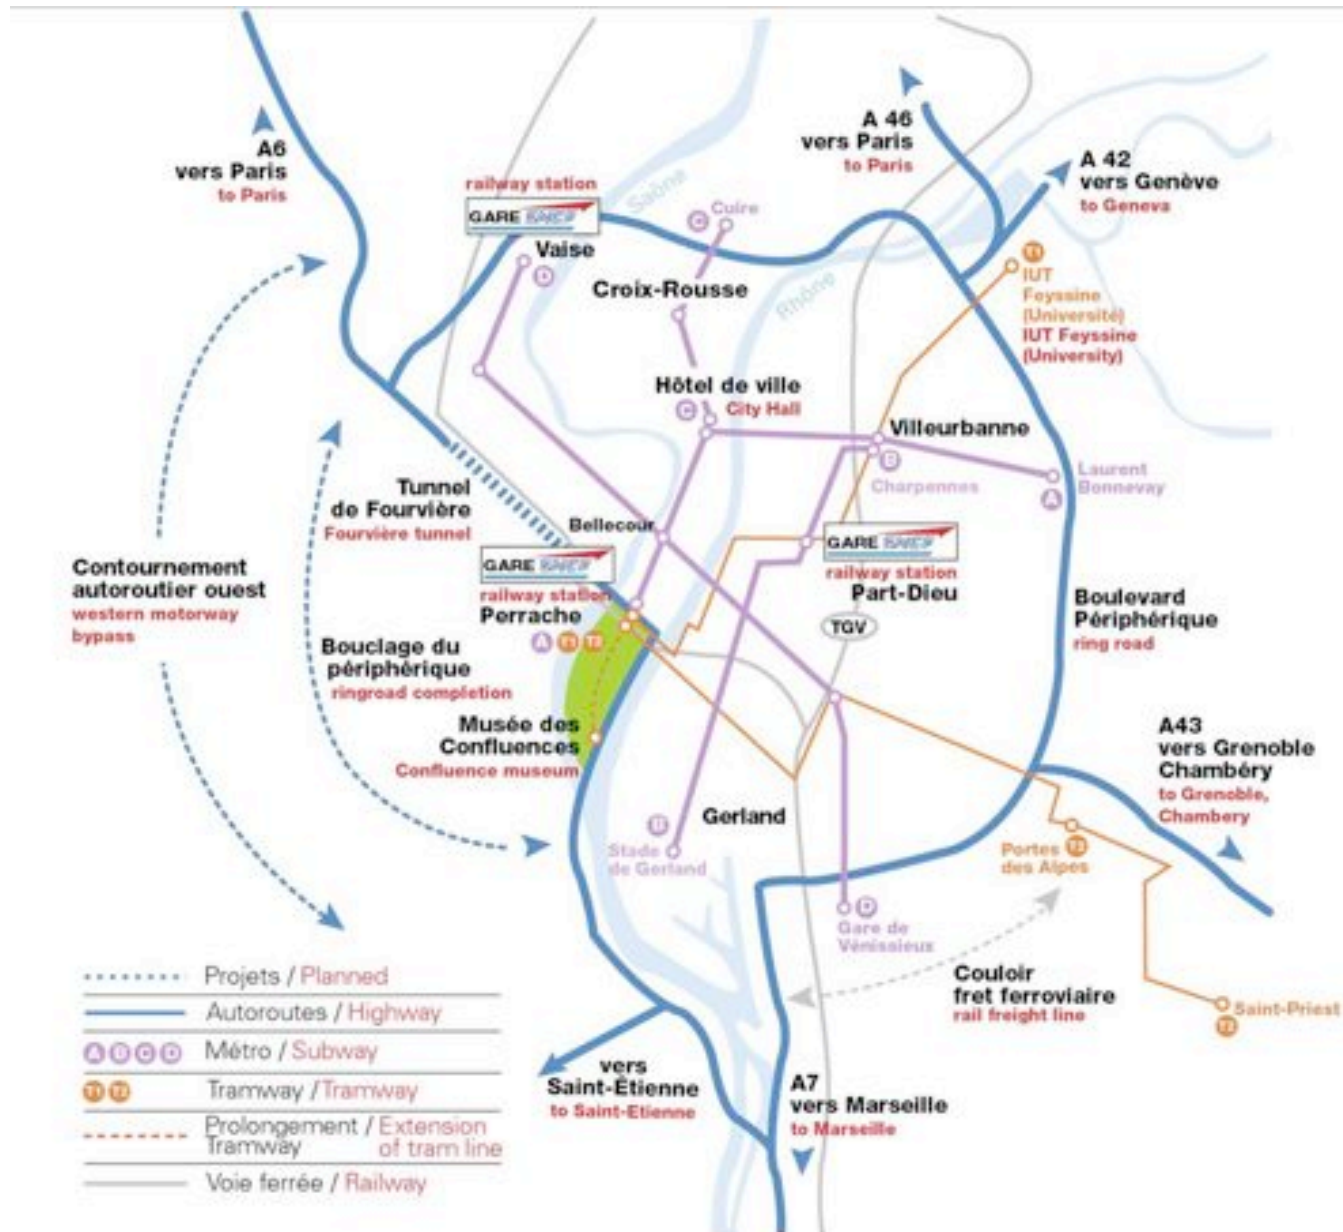 A6
vers Paris
to Paris
railway station
GARE SNCF
Vaise
D
Saône
C
Cuire
Croix-Rousse
Rhône
A 46
vers Paris
to Paris
A 42
vers Genève
to Geneva
T1
IUT
Feyssine
(Université)
IUT Feyssine
(University)
Hôtel de ville
C
City Hall
Villeurbanne
Charpennes
Laurent
Bonnevay
A
Tunnel
de Fourvière
Fourvière tunnel
Bellecour
GARE SNCF
railway station
Perrache
A T1 T2
GARE SNCF
railway station
Part-Dieu
TGV
Boulevard
Périphérique
ring road
Contournement
autoroutier ouest
western motorway
bypass
Bouclage du
périphérique
ringroad completion
Musée des
Confluences
Confluence museum
Gerland
B
Stade
de Gerland
A43
vers Grenoble
Chambéry
to Grenoble,
Chambery
Portes
des Alpes
D
Gare de
Vénissieux
Couloir
fret ferroviaire
rail freight line
Saint-Priest
T2
vers
Saint-Étienne
to Saint-Etienne
A7
vers Marseille
to Marseille
Projets / Planned
Autoroutes / Highway
A B C D Métro / Subway
T1 T2 Tramway / Tramway
Prolongement / Extension
Tramway of tram line
Voie ferrée / Railway